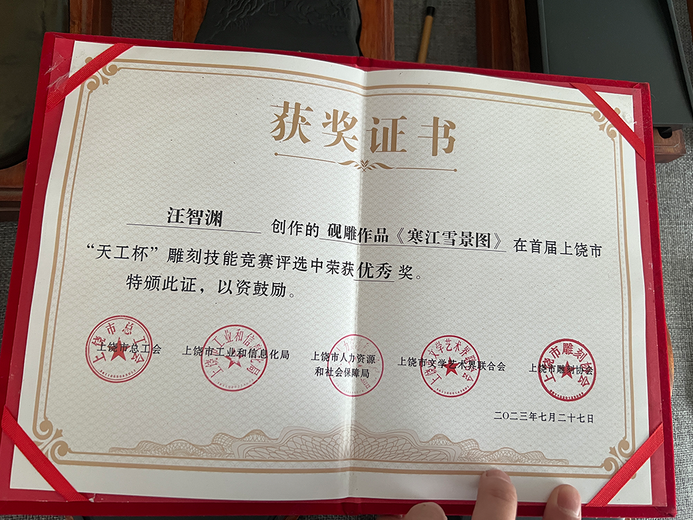 获奖证书
汪智渊 创作的 砚雕作品《寒江雪景图》 在首届上饶市
“天工杯”雕刻技能竞赛评选中荣获优秀 奖。
特颁此证，以资鼓励。
上饶市总工会 上饶市工业和信息化局 上饶市人力资源和社会保障局 上饶市文学艺术界联合会 上饶市雕刻协会
二〇二三年七月二十七日